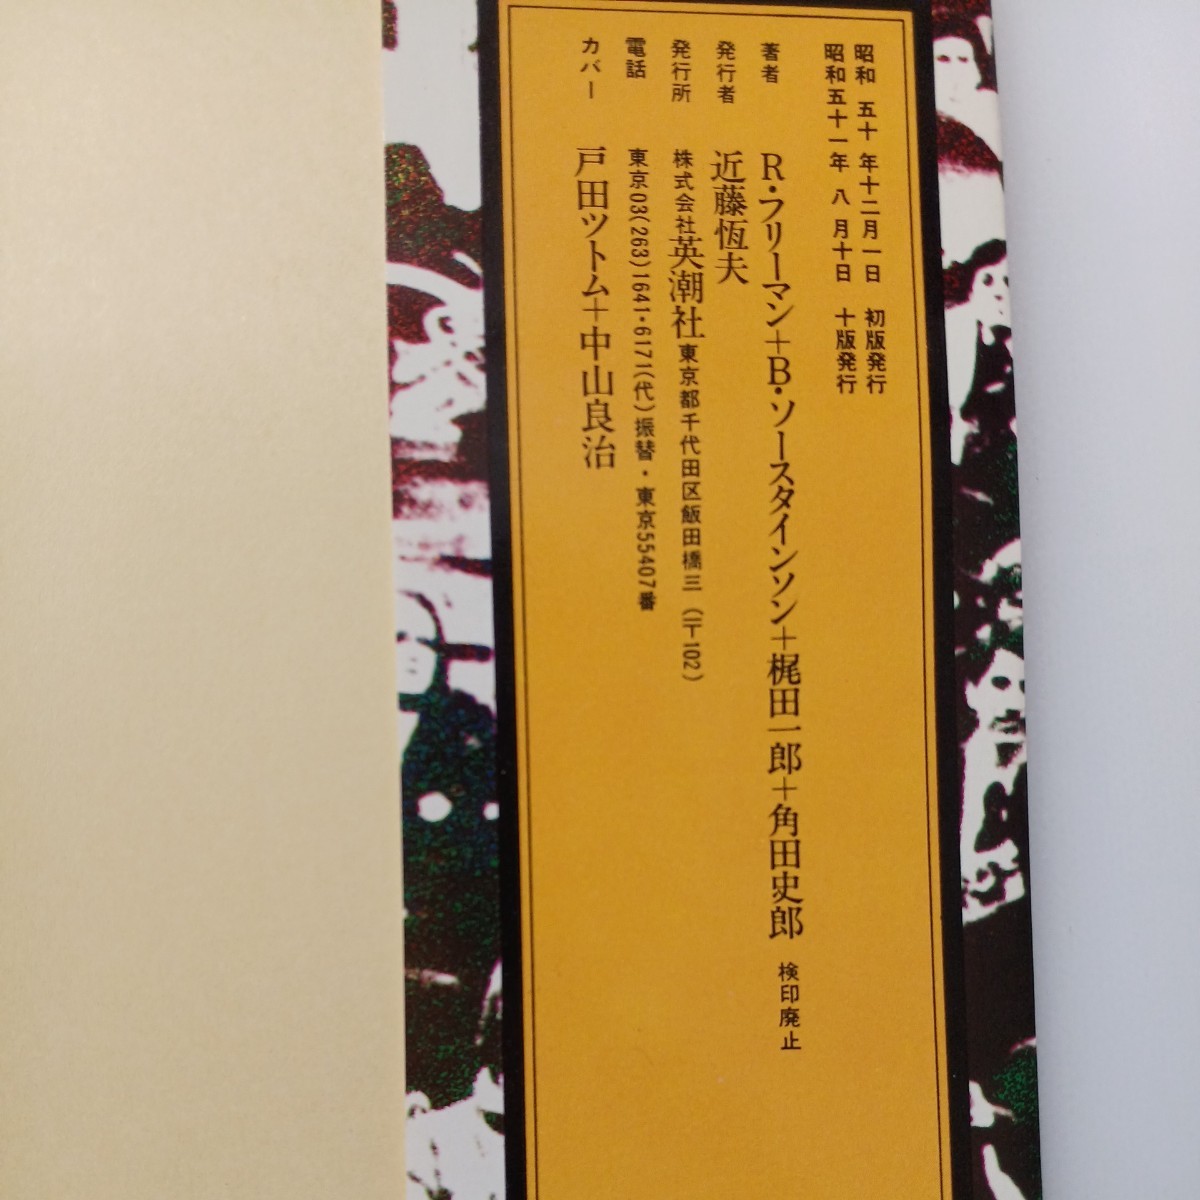 昭和 五十 年十二月一日 初版発行
昭和五十一年 八 月十日 十版発行
著者 R・フリーマン＋B・ソースタインソン＋梶田一郎＋角田史郎 検印廃止
発行者 近藤恆夫
発行所 株式会社英潮社 東京都千代田区飯田橋三 (〒102)
電話 東京03(263)1641・6171(代) 振替・東京55407番
カバー 戸田ツトム＋中山良治